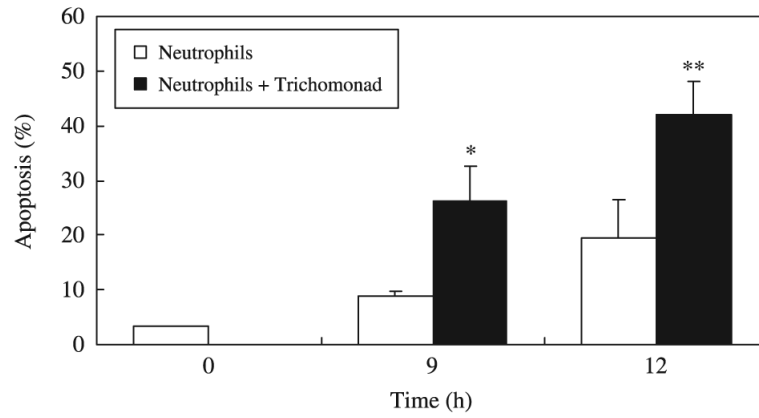 60
50
40
30
20
10
0
Apoptosis (%)
Neutrophils
Neutrophils + Trichomonad
*
**
0 9 12
Time (h)